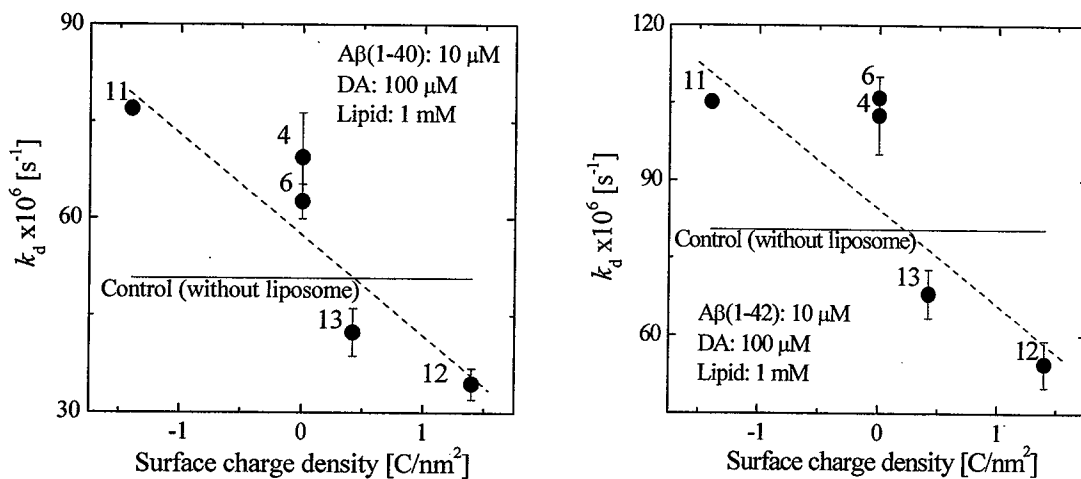 90
60
30
k_d x10^6 [s^-1]
Aβ(1-40): 10 μM
DA: 100 μM
Lipid: 1 mM
11
4
6
Control (without liposome)
13
12
-1
0
1
Surface charge density [C/nm^2]
120
90
60
k_d x10^6 [s^-1]
6
11
4
Control (without liposome)
13
Aβ(1-42): 10 μM
DA: 100 μM
Lipid: 1 mM
12
-1
0
1
Surface charge density [C/nm^2]